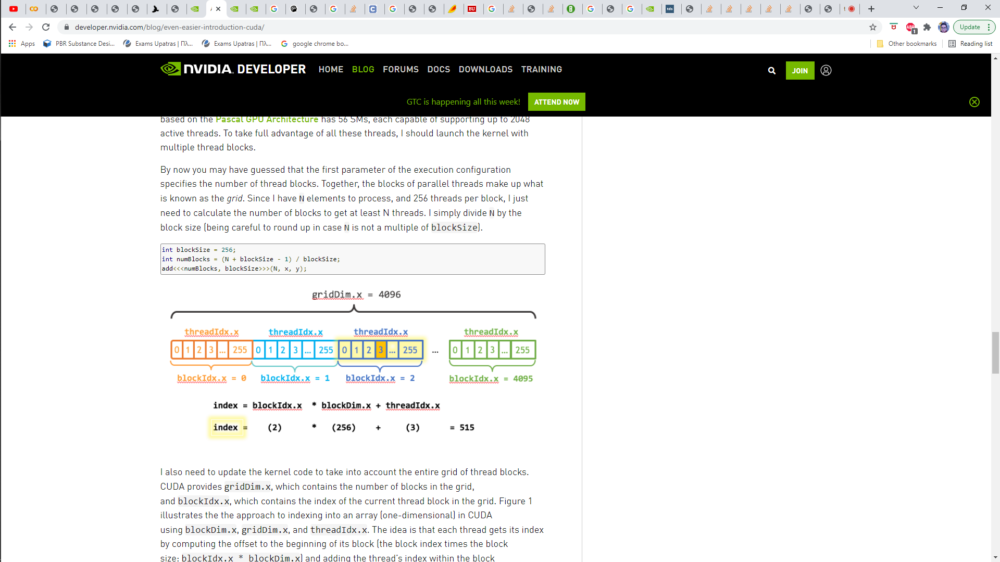 developer.nvidia.com/blog/even-easier-introduction-cuda/
Update
Apps
PBR Substance Desi...
Exams Upatras | Πλ...
Exams Upatras | Πλ...
google chrome bo...
Other bookmarks
Reading list
NVIDIA. DEVELOPER
HOME BLOG FORUMS DOCS DOWNLOADS TRAINING
JOIN
GTC is happening all this week!
ATTEND NOW
based on the Pascal GPU Architecture has 56 SMs, each capable of supporting up to 2048
active threads. To take full advantage of all these threads, I should launch the kernel with
multiple thread blocks.
By now you may have guessed that the first parameter of the execution configuration
specifies the number of thread blocks. Together, the blocks of parallel threads make up what
is known as the grid. Since I have N elements to process, and 256 threads per block, I just
need to calculate the number of blocks to get at least N threads. I simply divide N by the
block size (being careful to round up in case N is not a multiple of blockSize).
int blockSize = 256;
int numBlocks = (N + blockSize - 1) / blockSize;
add<<<numBlocks, blockSize>>>(N, x, y);
gridDim.x = 4096
threadIdx.x threadIdx.x threadIdx.x threadIdx.x
0 1 2 3 ... 255 0 1 2 3 ... 255 0 1 2 3 ... 255 ... 0 1 2 3 ... 255
blockIdx.x = 0 blockIdx.x = 1 blockIdx.x = 2 blockIdx.x = 4095
index = blockIdx.x * blockDim.x + threadIdx.x
index = (2) * (256) + (3) = 515
I also need to update the kernel code to take into account the entire grid of thread blocks.
CUDA provides gridDim.x, which contains the number of blocks in the grid,
and blockIdx.x, which contains the index of the current thread block in the grid. Figure 1
illustrates the the approach to indexing into an array (one-dimensional) in CUDA
using blockDim.x, gridDim.x, and threadIdx.x. The idea is that each thread gets its index
by computing the offset to the beginning of its block (the block index times the block
size: blockIdx.x * blockDim.x) and adding the thread's index within the block